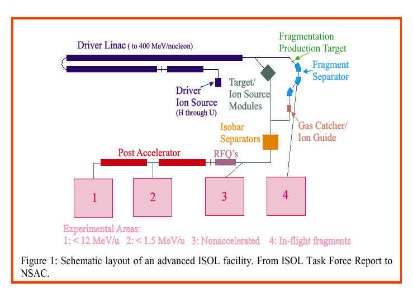 Driver Linac ( to 400 MeV/nucleon)
Fragmentation
Production Target
Fragment
Separator
Target/
Ion Source
Modules
Driver
Ion Source
(H through U)
Gas Catcher/
Ion Guide
Isobar
Separators
Post Accelerator
RFQ's
1
2
3
4
Experimental Areas:
1: < 12 MeV/u 2: < 1.5 MeV/u 3: Nonaccelerated 4: In-flight fragments
Figure 1: Schematic layout of an advanced ISOL facility. From ISOL Task Force Report to
NSAC.